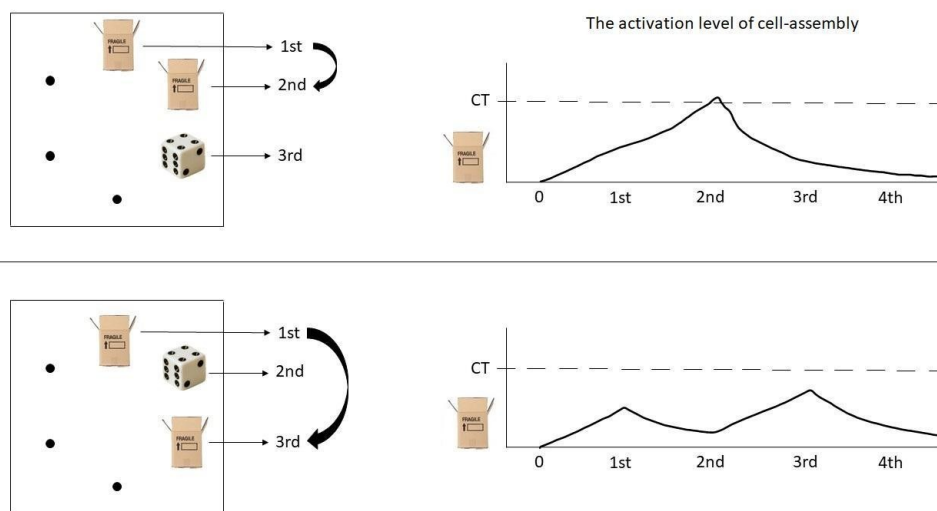 The activation level of cell-assembly
FRAGILE
1st
FRAGILE
2nd
3rd
CT
0 1st 2nd 3rd 4th
FRAGILE
FRAGILE
1st
2nd
FRAGILE
3rd
CT
FRAGILE
0 1st 2nd 3rd 4th